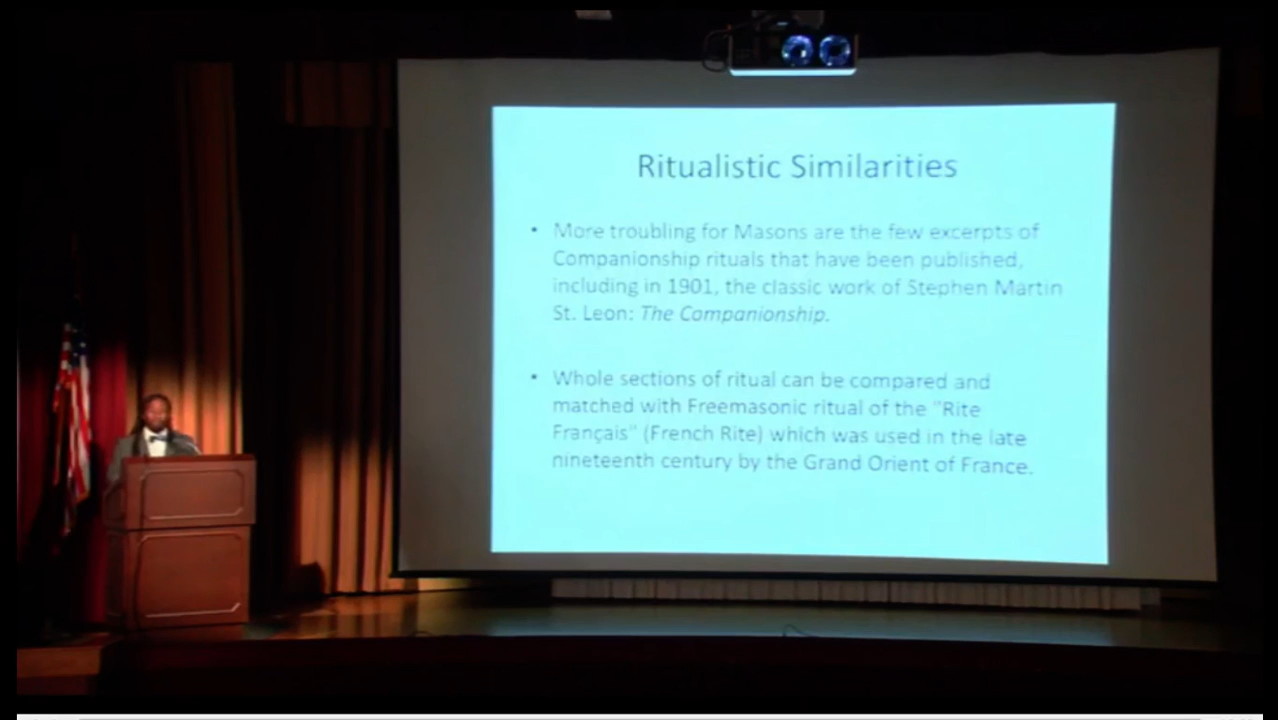 Ritualistic Similarities
• More troubling for Masons are the few excerpts of
Companionship rituals that have been published,
including in 1901, the classic work of Stephen Martin
St. Leon: The Companionship.
• Whole sections of ritual can be compared and
matched with Freemasonic ritual of the "Rite
Français" (French Rite) which was used in the late
nineteenth century by the Grand Orient of France.